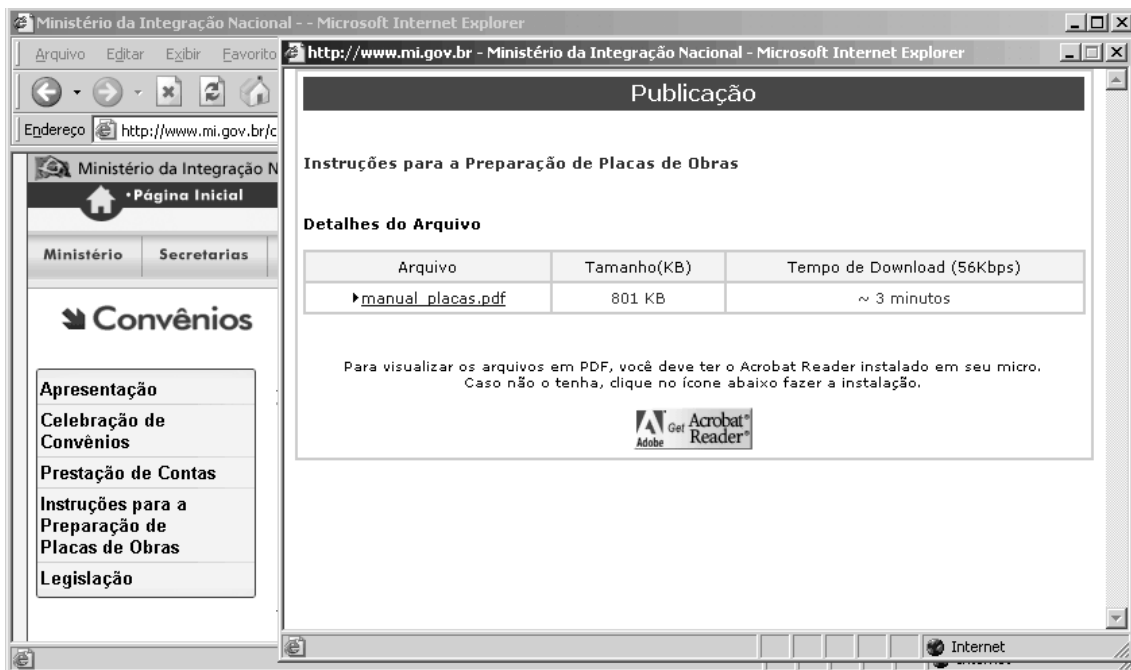 Ministério da Integração Nacional - - Microsoft Internet Explorer
Arquivo Editar Exibir Favorito
Endereço http://www.mi.gov.br/c
Ministério da Integração N
•Página Inicial
Ministério Secretarias
Convênios
Apresentação
Celebração de
Convênios
Prestação de Contas
Instruções para a
Preparação de
Placas de Obras
Legislação
http://www.mi.gov.br - Ministério da Integração Nacional - Microsoft Internet Explorer
Publicação
Instruções para a Preparação de Placas de Obras
Detalhes do Arquivo
Arquivo Tamanho(KB) Tempo de Download (56Kbps)
manual_placas.pdf 801 KB ~ 3 minutos
Para visualizar os arquivos em PDF, você deve ter o Acrobat Reader instalado em seu micro.
Caso não o tenha, clique no ícone abaixo fazer a instalação.
Adobe Get Acrobat®
Reader®
Internet